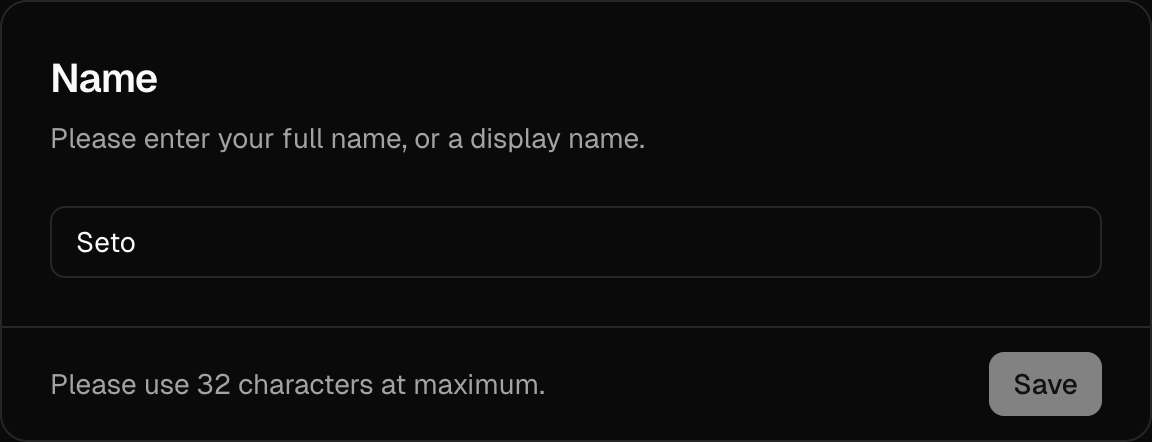 Name
Please enter your full name, or a display name.
Seto
Please use 32 characters at maximum.
Save